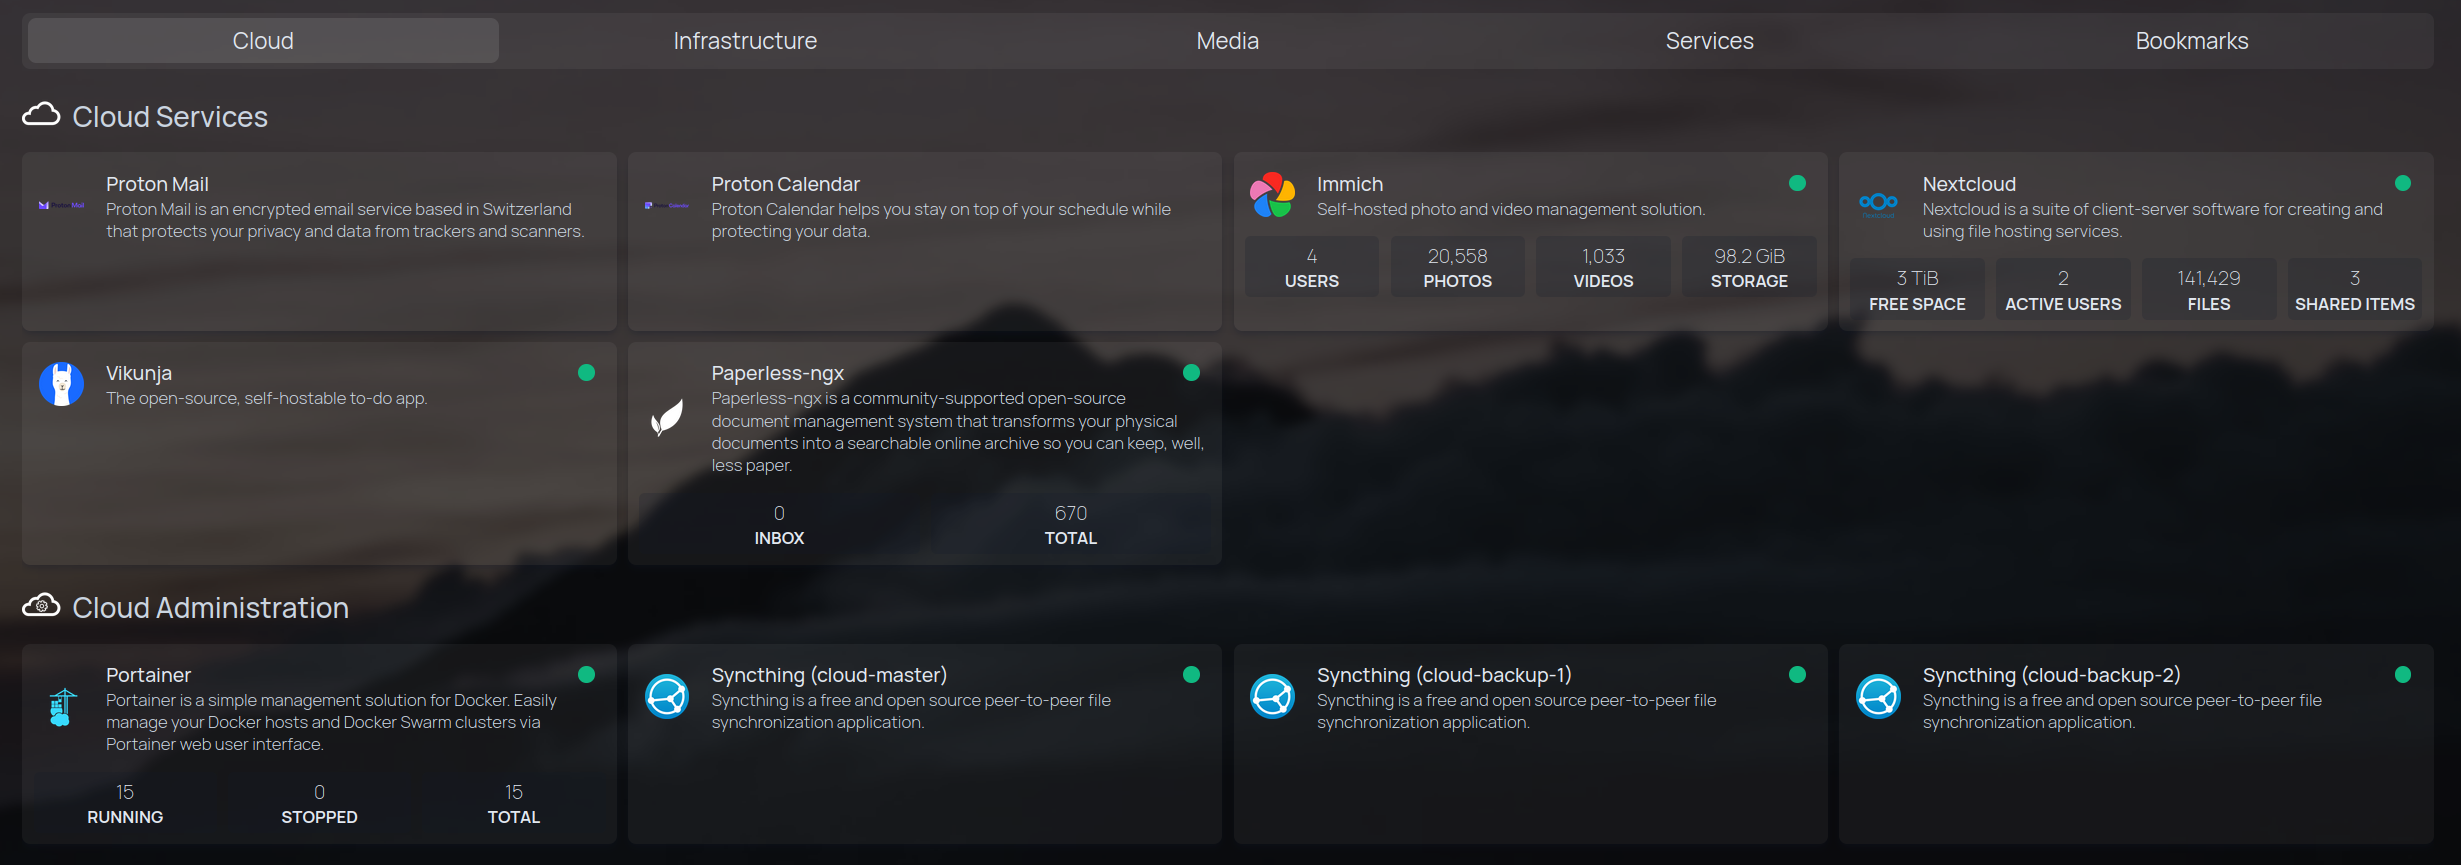 Cloud
Infrastructure
Media
Services
Bookmarks
Cloud Services
Proton Mail
Proton Mail is an encrypted email service based in Switzerland
that protects your privacy and data from trackers and scanners.
Proton Calendar
Proton Calendar helps you stay on top of your schedule while
protecting your data.
Immich
Self-hosted photo and video management solution.
4
USERS
20,558
PHOTOS
1,033
VIDEOS
98.2 GiB
STORAGE
Nextcloud
Nextcloud is a suite of client-server software for creating and
using file hosting services.
3 TiB
FREE SPACE
2
ACTIVE USERS
141,429
FILES
3
SHARED ITEMS
Vikunja
The open-source, self-hostable to-do app.
Paperless-ngx
Paperless-ngx is a community-supported open-source
document management system that transforms your physical
documents into a searchable online archive so you can keep, well,
less paper.
0
INBOX
670
TOTAL
Cloud Administration
Portainer
Portainer is a simple management solution for Docker. Easily
manage your Docker hosts and Docker Swarm clusters via
Portainer web user interface.
15
RUNNING
0
STOPPED
15
TOTAL
Syncthing (cloud-master)
Syncthing is a free and open source peer-to-peer file
synchronization application.
Syncthing (cloud-backup-1)
Syncthing is a free and open source peer-to-peer file
synchronization application.
Syncthing (cloud-backup-2)
Syncthing is a free and open source peer-to-peer file
synchronization application.